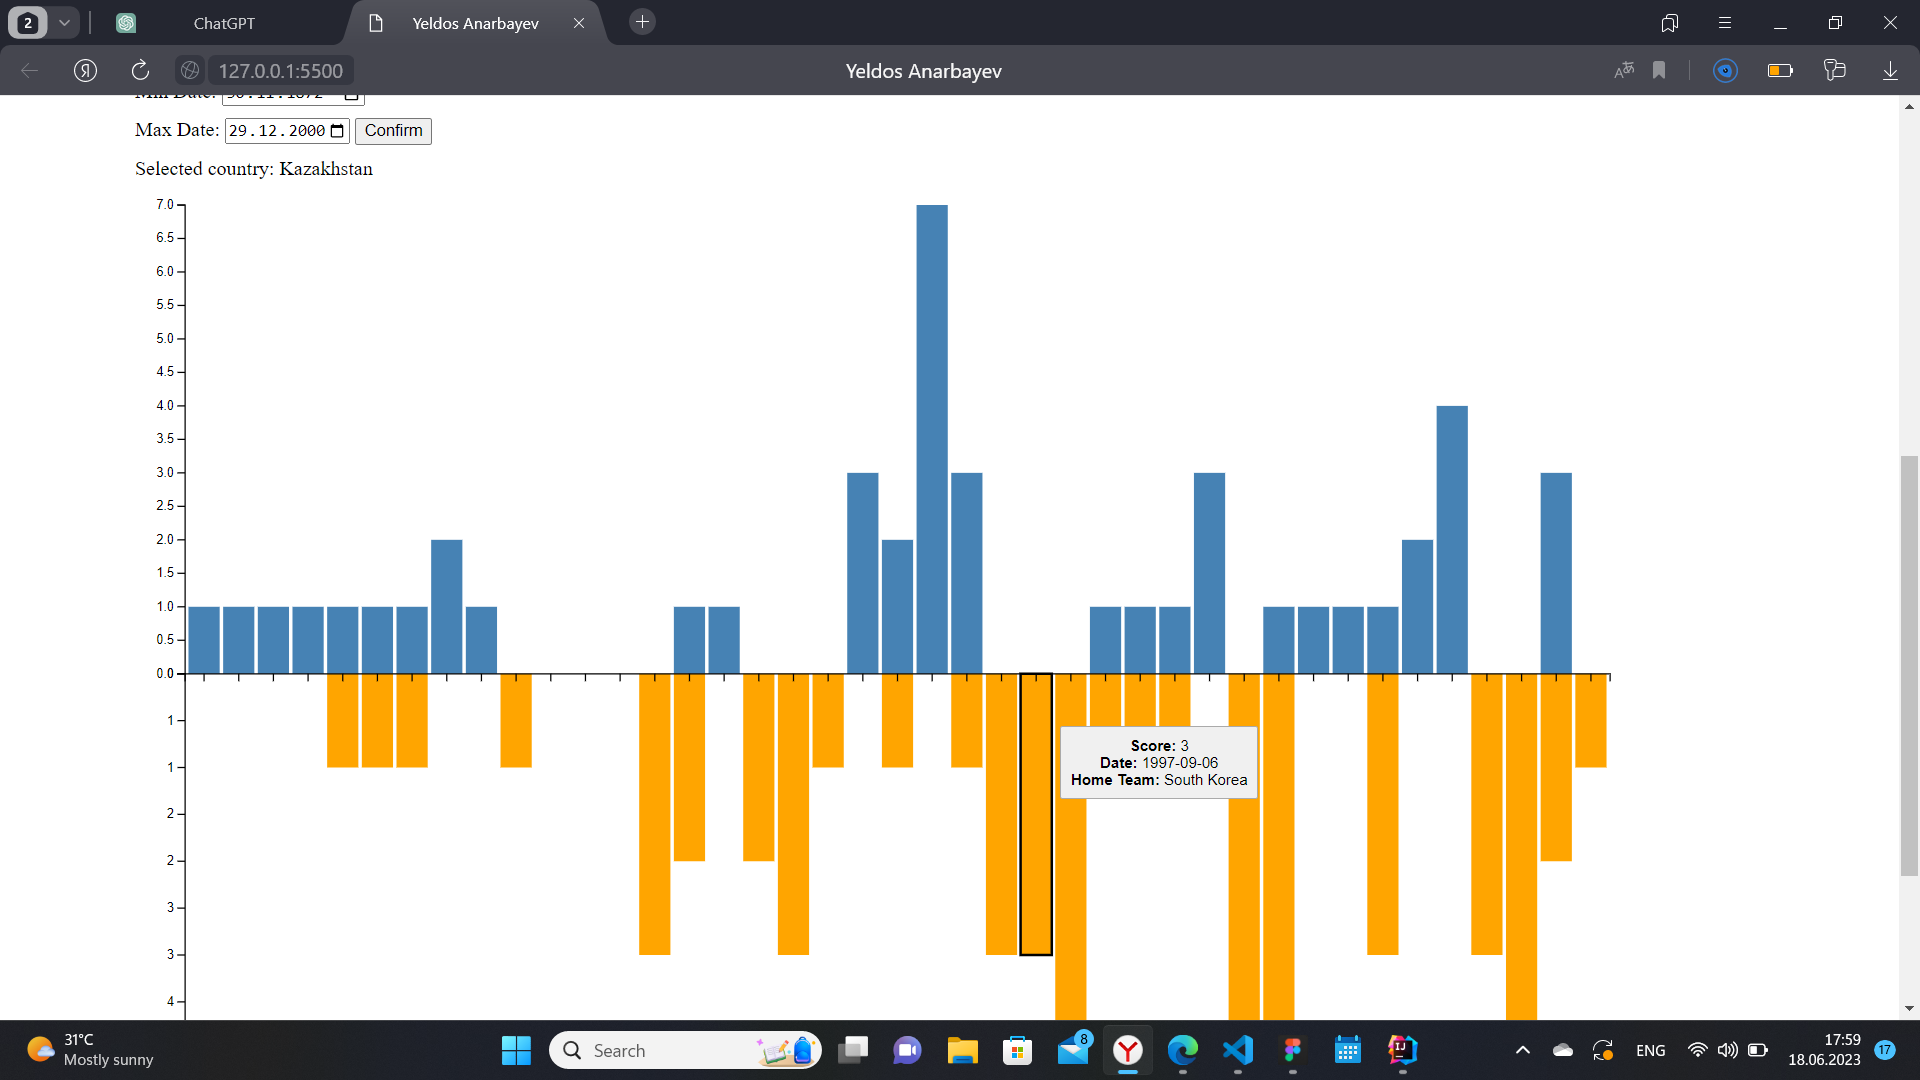 2
ChatGPT
Yeldos Anarbayev
127.0.0.1:5500
Yeldos Anarbayev
Min Date: 30.11.1872
Max Date: 29.12.2000 Confirm
Selected country: Kazakhstan
7.0
6.5
6.0
5.5
5.0
4.5
4.0
3.5
3.0
2.5
2.0
1.5
1.0
0.5
0.0
1
1
2
2
3
3
4
Score: 3
Date: 1997-09-06
Home Team: South Korea
31°C
Mostly sunny
Search
8
ENG
17:59
18.06.2023
17